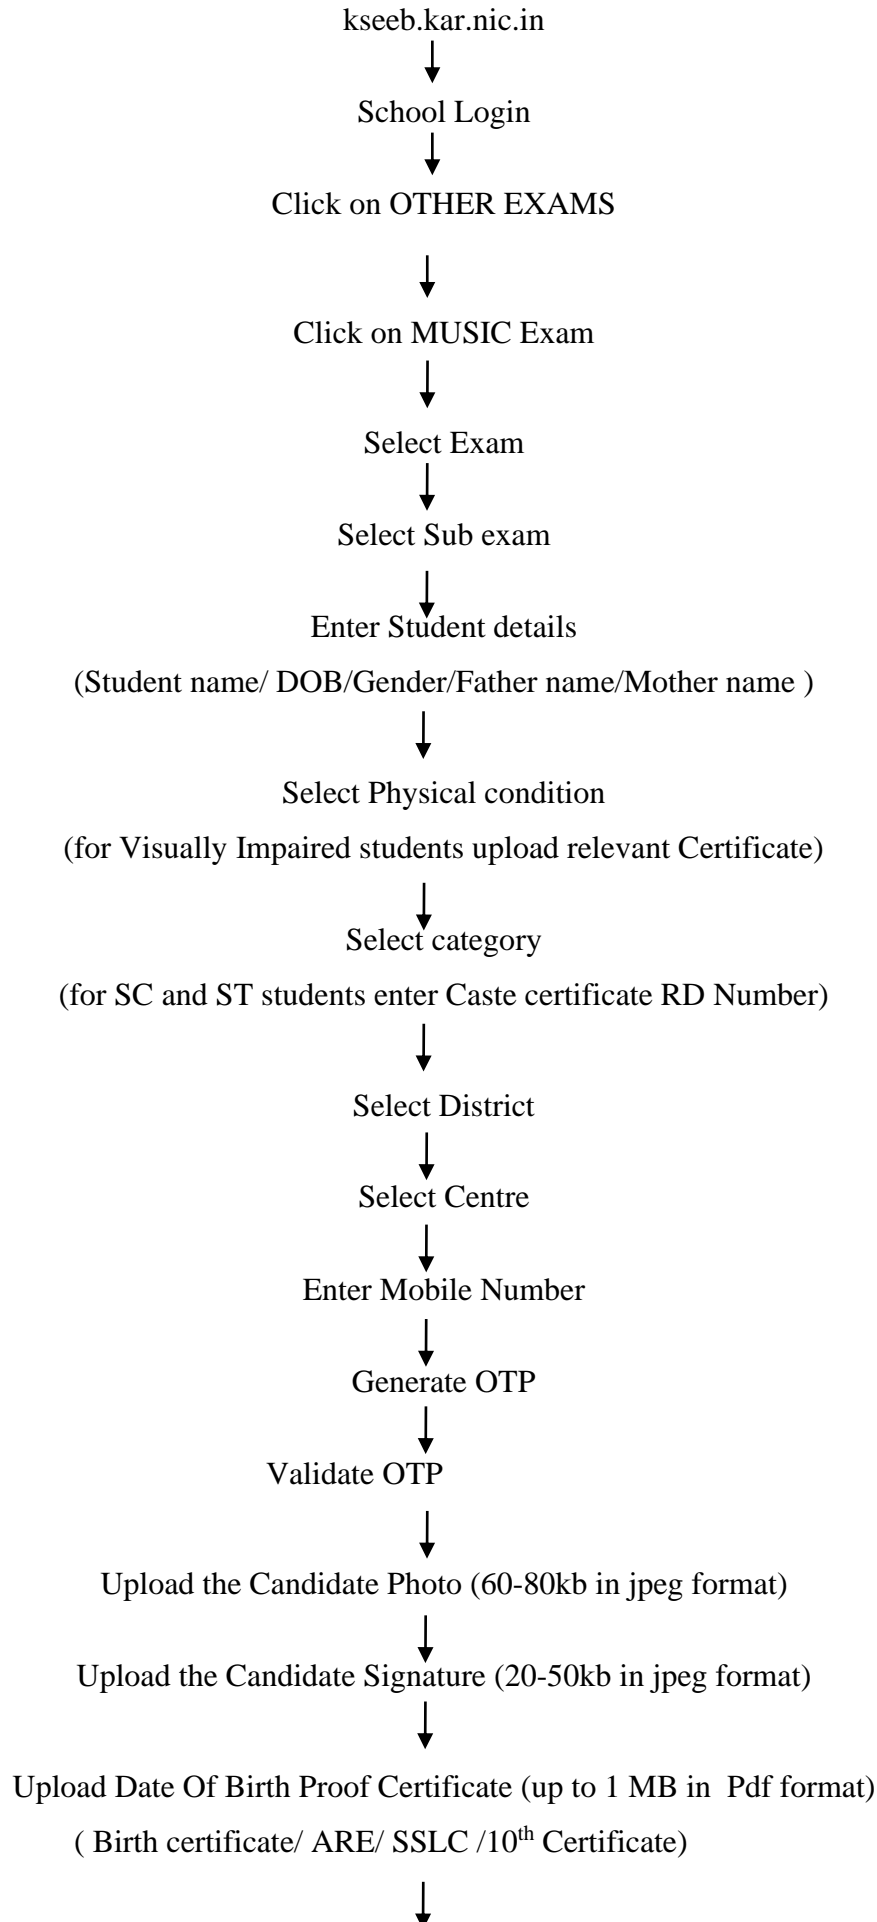 kseeb.kar.nic.in
School Login
Click on OTHER EXAMS
Click on MUSIC Exam
Select Exam
Select Sub exam
Enter Student details
(Student name/ DOB/Gender/Father name/Mother name )
Select Physical condition
(for Visually Impaired students upload relevant Certificate)
Select category
(for SC and ST students enter Caste certificate RD Number)
Select District
Select Centre
Enter Mobile Number
Generate OTP
Validate OTP
Upload the Candidate Photo (60-80kb in jpeg format)
Upload the Candidate Signature (20-50kb in jpeg format)
Upload Date Of Birth Proof Certificate (up to 1 MB in  Pdf format)
( Birth certificate/ ARE/ SSLC /10th Certificate)